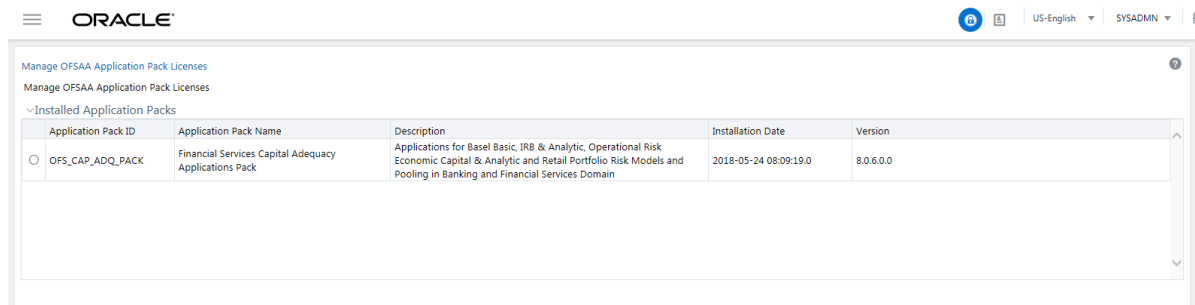 ORACLE
US-English
SYSADMN
Manage OFSAA Application Pack Licenses
Manage OFSAA Application Pack Licenses
Installed Application Packs
Application Pack ID Application Pack Name Description Installation Date Version
OFS_CAP_ADQ_PACK
Financial Services Capital Adequacy
Applications Pack
Applications for Basel Basic, IRB & Analytic, Operational Risk
Economic Capital & Analytic and Retail Portfolio Risk Models and
Pooling in Banking and Financial Services Domain
2018-05-24 08:09:19.0
8.0.6.0.0